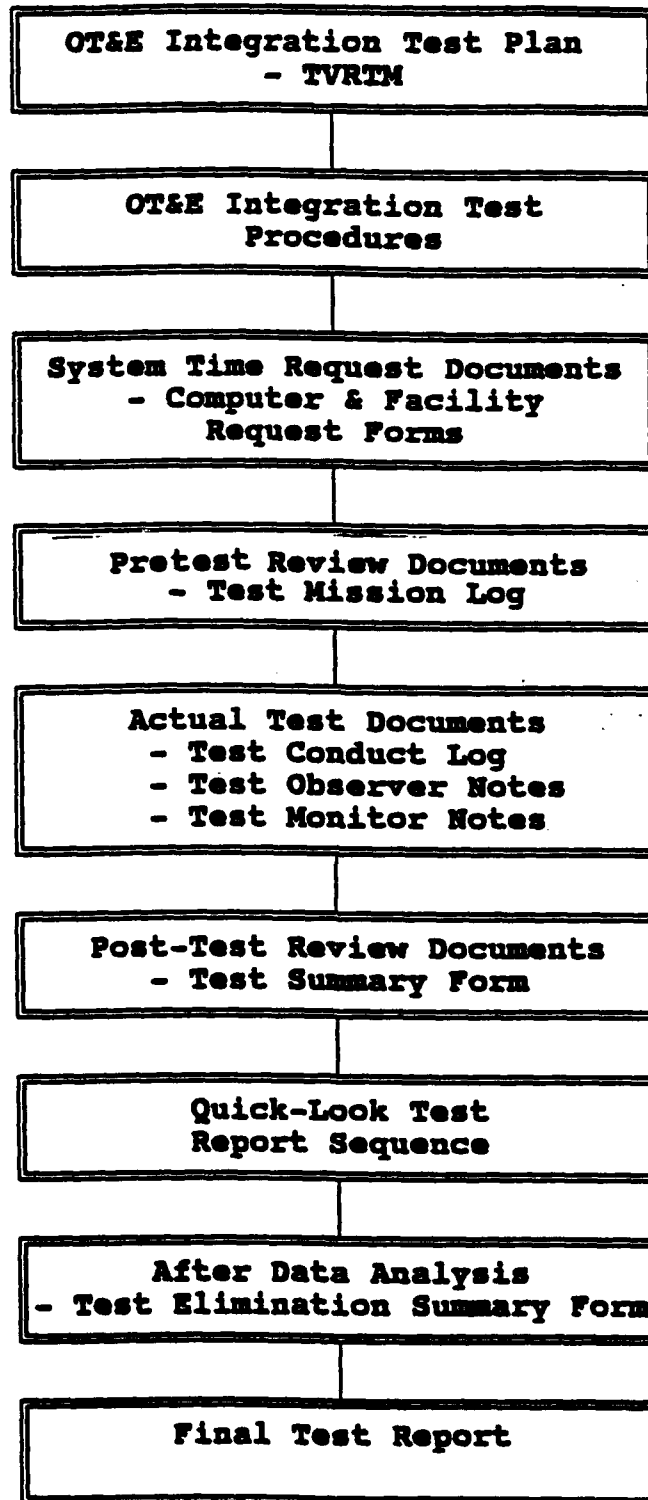 OT&E Integration Test Plan
- TVRTM
OT&E Integration Test
Procedures
System Time Request Documents
- Computer & Facility
Request Forms
Pretest Review Documents
- Test Mission Log
Actual Test Documents
- Test Conduct Log
- Test Observer Notes
- Test Monitor Notes
Post-Test Review Documents
- Test Summary Form
Quick-Look Test
Report Sequence
After Data Analysis
- Test Elimination Summary Form
Final Test Report